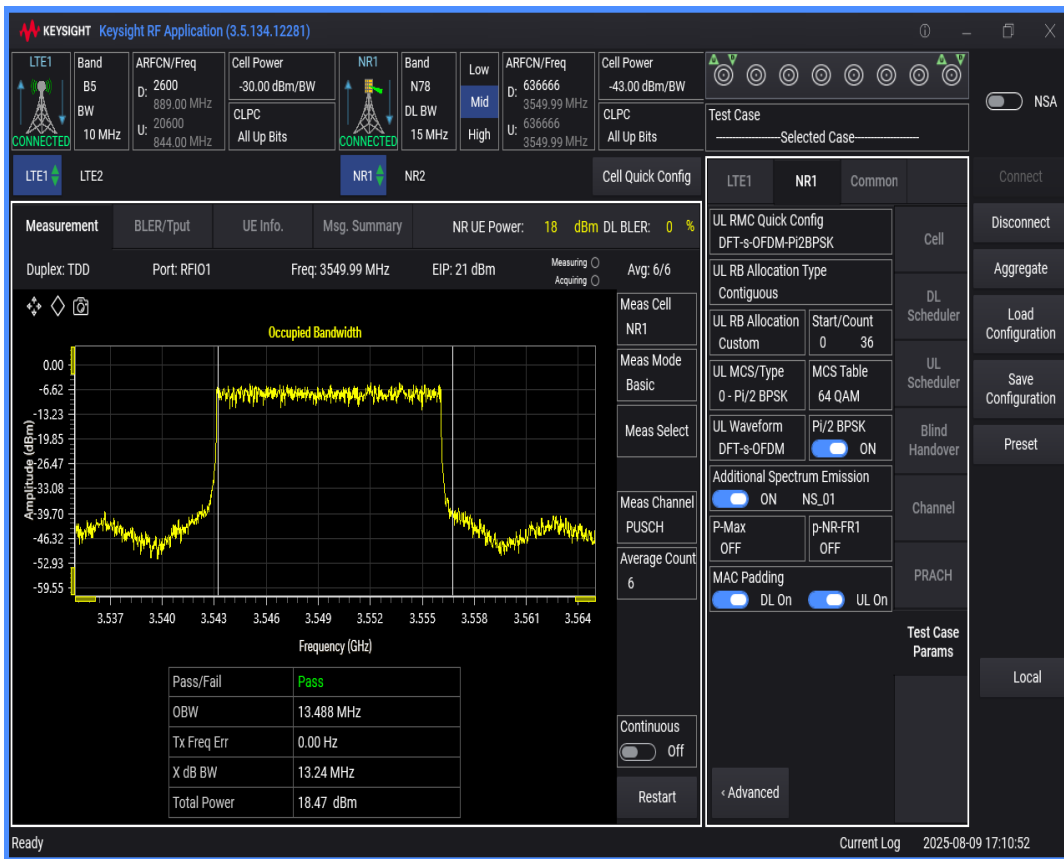 KEYSIGHT Keysight RF Application (3.5.134.12281)
LTE1
CONNECTED
Band
B5
BW
10 MHz
ARFCN/Freq
D: 2600
889.00 MHz
U: 20600
844.00 MHz
Cell Power
-30.00 dBm/BW
CLPC
All Up Bits
NR1
CONNECTED
Band
N78
DL BW
15 MHz
Low
Mid
High
ARFCN/Freq
D: 636666
3549.99 MHz
U: 636666
3549.99 MHz
Cell Power
-43.00 dBm/BW
CLPC
All Up Bits
Test Case
Selected Case
NSA
LTE1 LTE2 NR1 NR2 Cell Quick Config
Measurement BLER/Tput UE Info. Msg. Summary NR UE Power: 18 dBm DL BLER: 0 %
Duplex: TDD Port: RFIO1 Freq: 3549.99 MHz EIP: 21 dBm Measuring Avg: 6/6
Acquiring
Occupied Bandwidth
Amplitude (dBm)
0.00
-6.62
-13.23
-19.85
-26.47
-33.08
-39.70
-46.32
-52.93
-59.55
3.537 3.540 3.543 3.546 3.549 3.552 3.555 3.558 3.561 3.564
Frequency (GHz)
Pass/Fail Pass
OBW 13.488 MHz
Tx Freq Err 0.00 Hz
X dB BW 13.24 MHz
Total Power 18.47 dBm
Meas Cell
NR1
Meas Mode
Basic
Meas Select
Meas Channel
PUSCH
Average Count
6
Continuous
Off
Restart
LTE1 NR1 Common
UL RMC Quick Config
DFT-s-OFDM-Pi2BPSK
UL RB Allocation Type
Contiguous
UL RB Allocation
Custom
Start/Count
0 36
UL MCS/Type
0 - Pi/2 BPSK
MCS Table
64 QAM
UL Waveform
DFT-s-OFDM
Pi/2 BPSK
ON
Additional Spectrum Emission
ON NS_01
P-Max
OFF
p-NR-FR1
OFF
MAC Padding
DL On UL On
‹ Advanced
Cell
DL
Scheduler
UL
Scheduler
Blind
Handover
Channel
PRACH
Test Case
Params
Connect
Disconnect
Aggregate
Load
Configuration
Save
Configuration
Preset
Local
Ready Current Log 2025-08-09 17:10:52